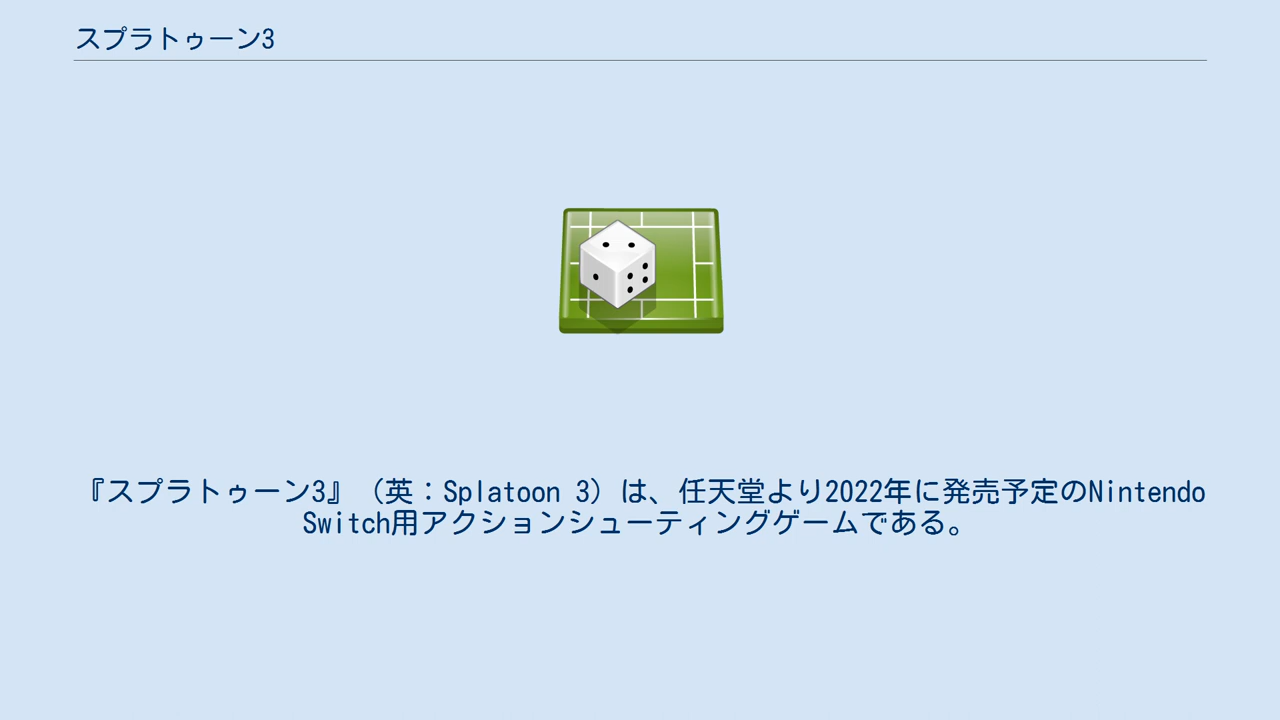 スプラトゥーン3
『スプラトゥーン3』（英：Splatoon 3）は、任天堂より2022年に発売予定のNintendo
Switch用アクションシューティングゲームである。